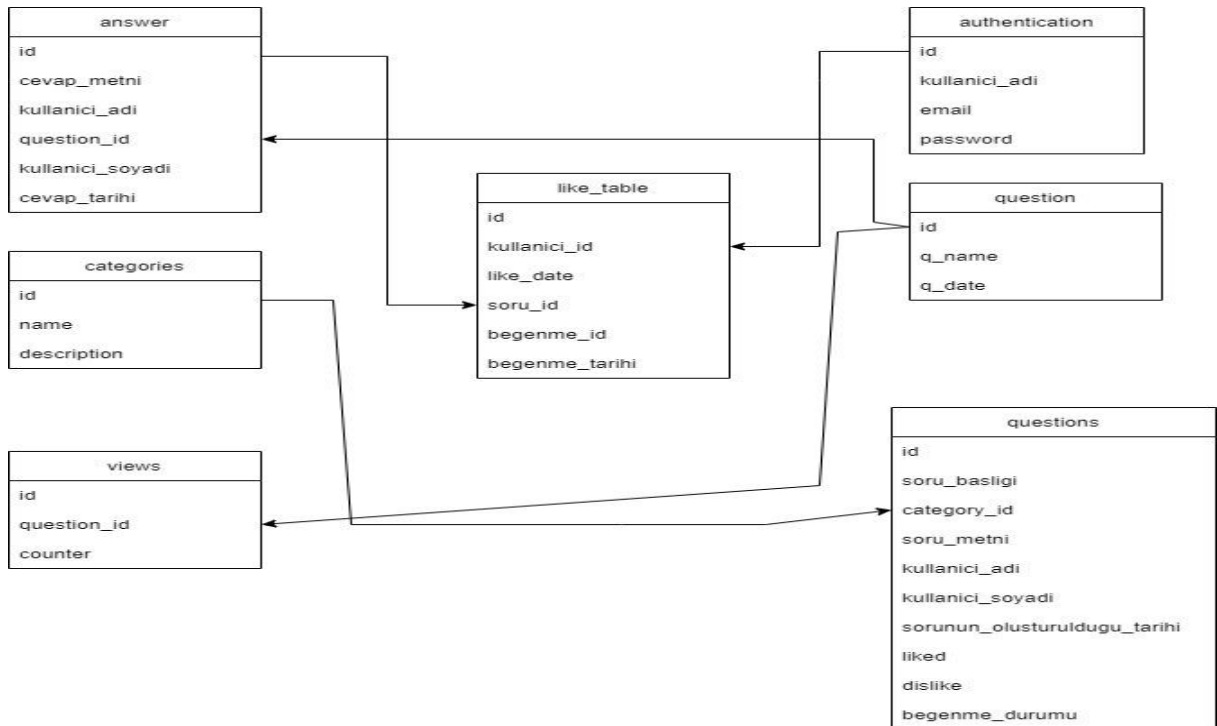 answer
id
cevap_metni
kullanici_adi
question_id
kullanici_soyadi
cevap_tarihi
categories
id
name
description
views
id
question_id
counter
like_table
id
kullanici_id
like_date
soru_id
begenme_id
begenme_tarihi
authentication
id
kullanici_adi
email
password
question
id
q_name
q_date
questions
id
soru_basligi
category_id
soru_metni
kullanici_adi
kullanici_soyadi
sorunun_olusturuldugu_tarihi
liked
dislike
begenme_durumu